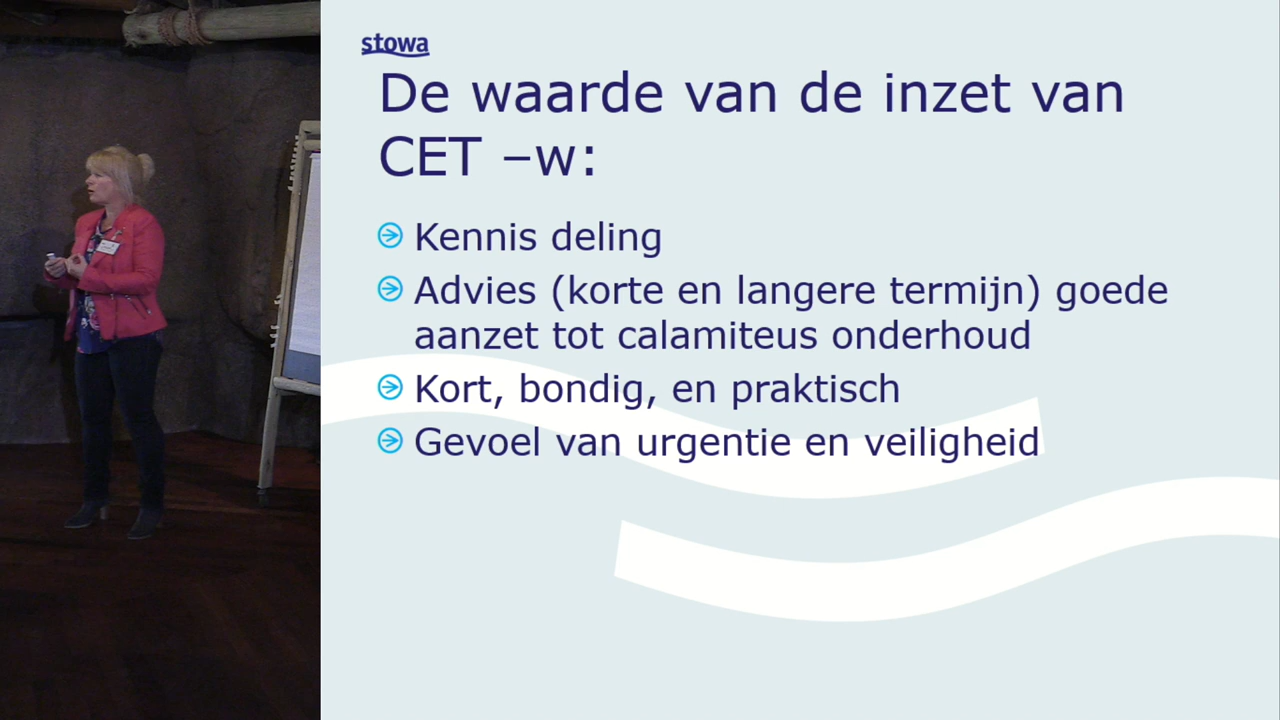 stowa
De waarde van de inzet van
CET –w:
Kennis deling
Advies (korte en langere termijn) goede
aanzet tot calamiteus onderhoud
Kort, bondig, en praktisch
Gevoel van urgentie en veiligheid